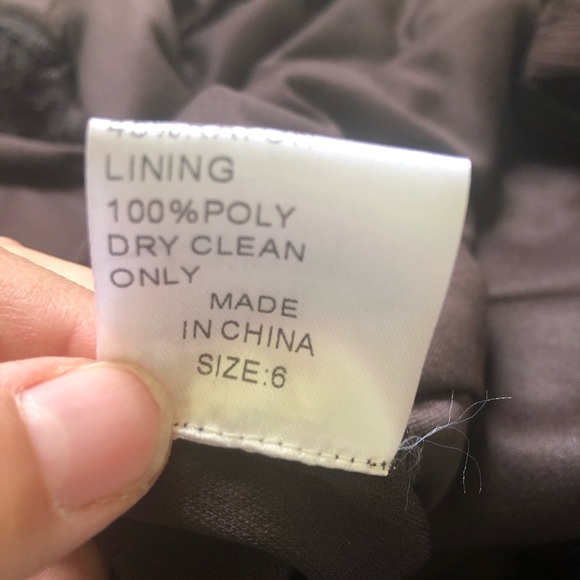 LINING
100%POLY
DRY CLEAN
ONLY
MADE
IN CHINA
SIZE:6